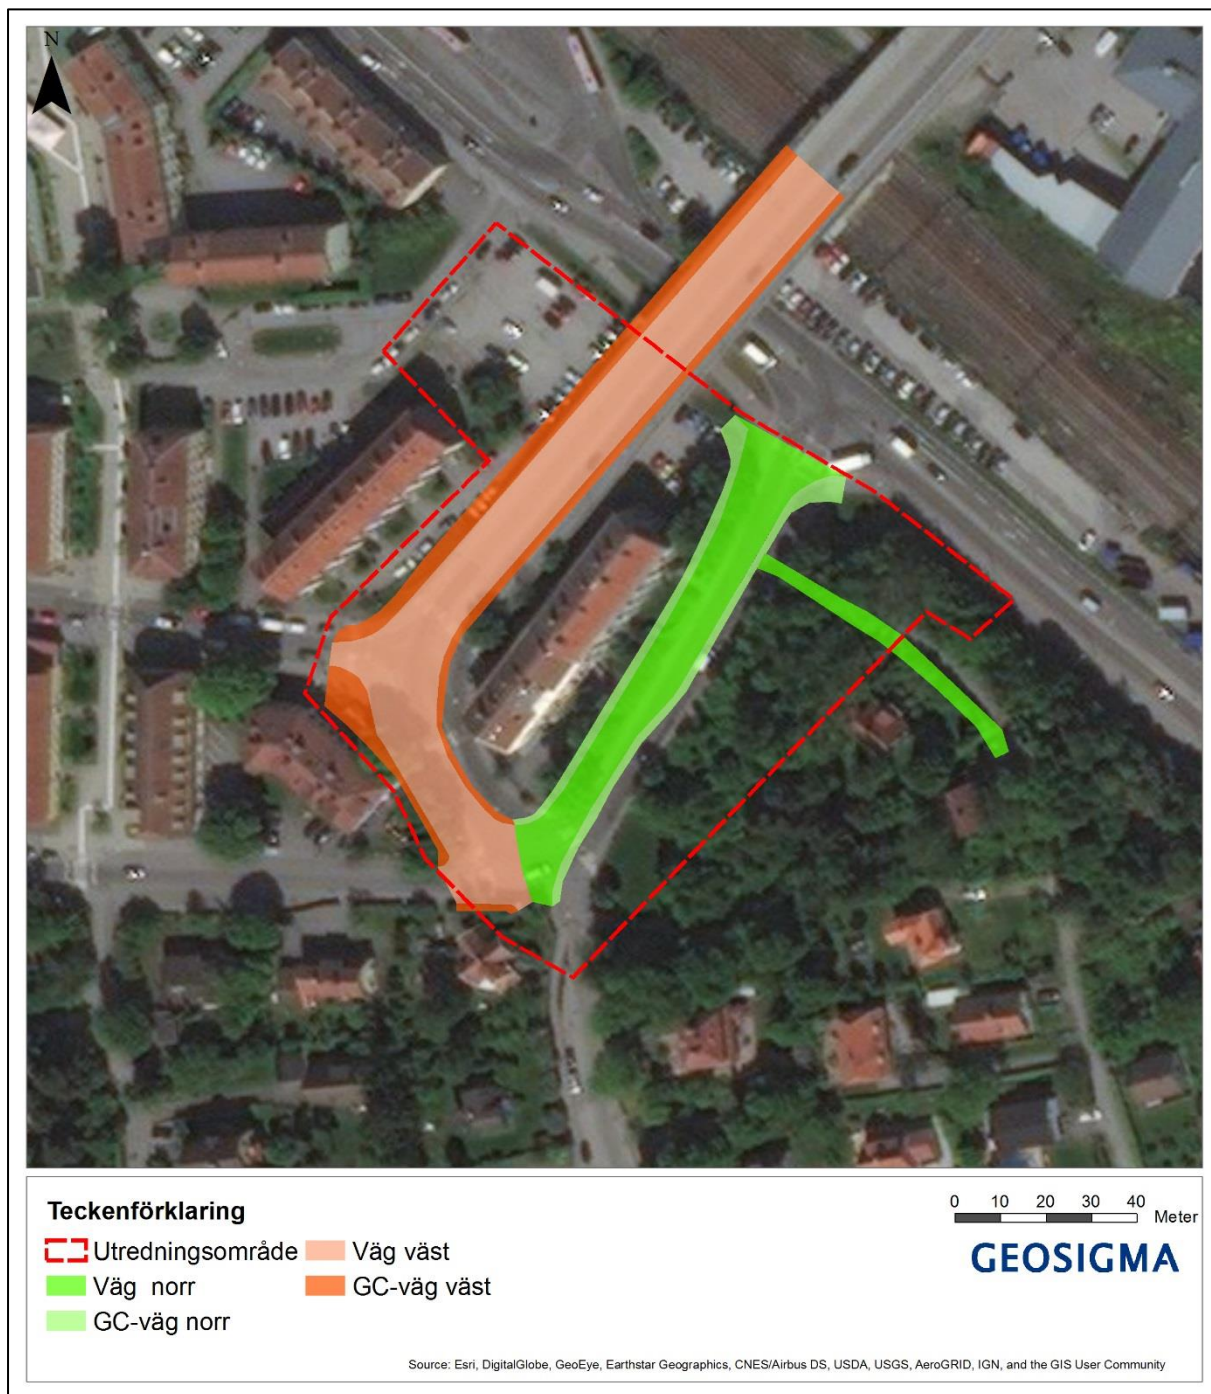 N
Teckenförklaring
Utredningsområde
Väg norr
GC-väg norr
Väg väst
GC-väg väst
0 10 20 30 40
Meter
GEOSIGMA
Source: Esri, DigitalGlobe, GeoEye, Earthstar Geographics, CNES/Airbus DS, USDA, USGS, AeroGRID, IGN, and the GIS User Community